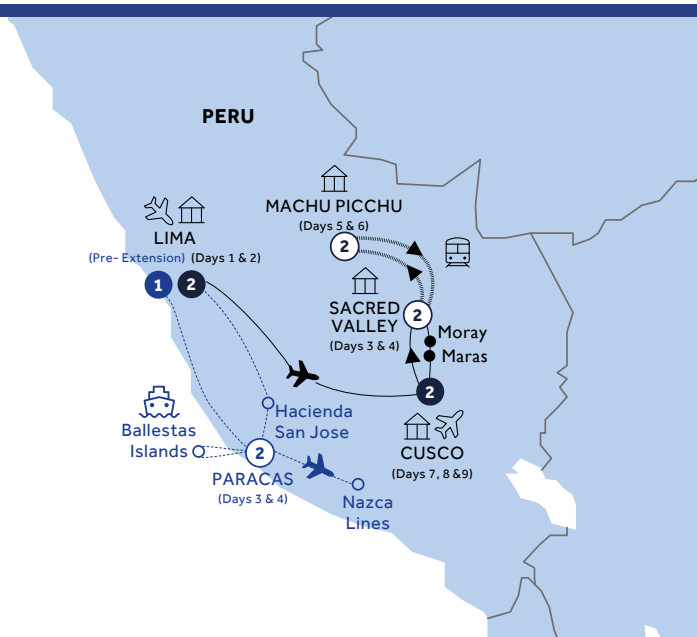 PERU
MACHU PICCHU
(Days 5 & 6)
2
LIMA
(Pre- Extension) (Days 1 & 2)
1
2
SACRED
VALLEY
(Days 3 & 4)
2
Moray
Maras
2
CUSCO
(Days 7, 8 &9)
Hacienda
San Jose
Ballestas
Islands
2
PARACAS
(Days 3 & 4)
Nazca
Lines